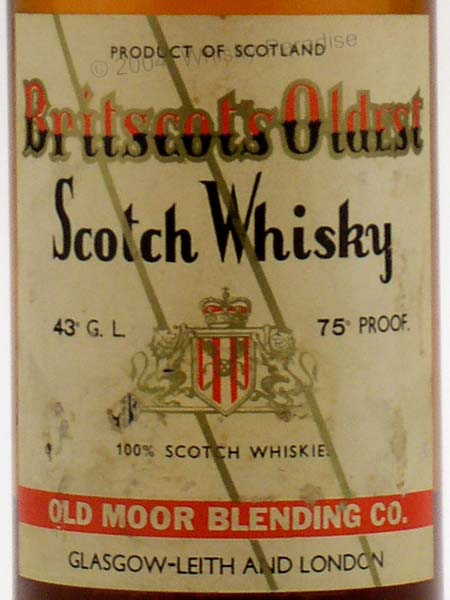 PRODUCT OF SCOTLAND
© 2004 Whisky Paradise
Britscots Oldest
Scotch Whisky
43° G. L. 75° PROOF.
100% SCOTCH WHISKIE.
OLD MOOR BLENDING CO.
GLASGOW-LEITH AND LONDON